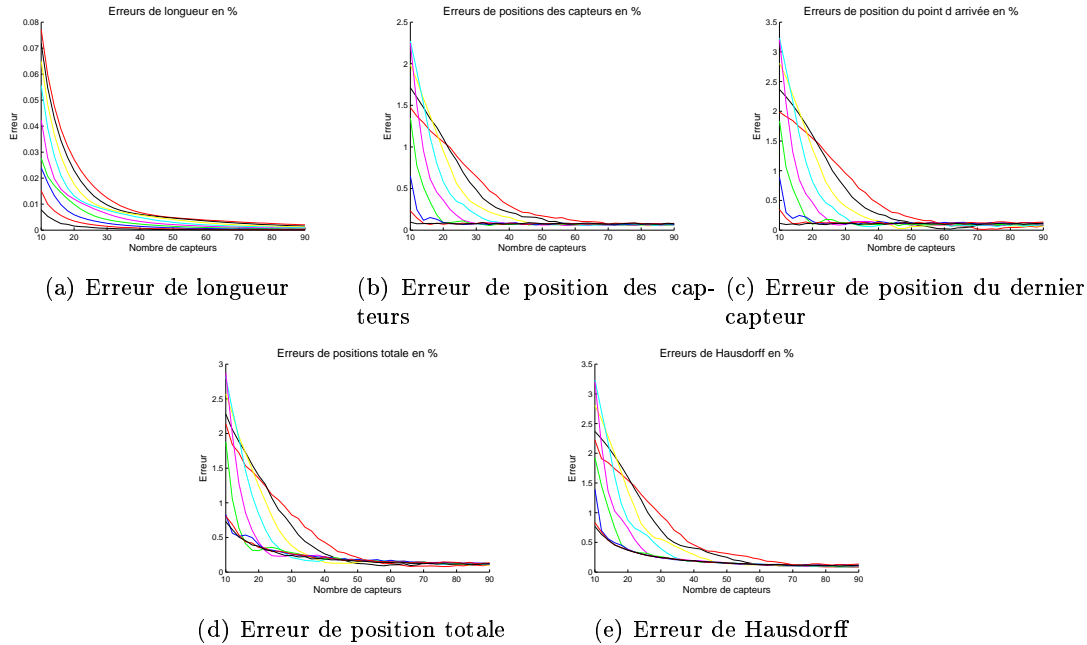 Erreurs de longueur en %
0.08
0.07
0.06
0.05
0.04
0.03
0.02
0.01
0
Erreur
10 20 30 40 50 60 70 80 90
Nombre de capteurs
(a) Erreur de longueur
Erreurs de positions des capteurs en %
2.5
2
1.5
1
0.5
0
Erreur
10 20 30 40 50 60 70 80 90
Nombre de capteurs
(b) Erreur de position des cap-
teurs
Erreurs de position du point d arrivée en %
3.5
3
2.5
2
1.5
1
0.5
0
Erreur
10 20 30 40 50 60 70 80 90
Nombre de capteurs
(c) Erreur de position du dernier
capteur
Erreurs de positions totale en %
3
2.5
2
1.5
1
0.5
0
Erreur
10 20 30 40 50 60 70 80 90
Nombre de capteurs
(d) Erreur de position totale
Erreurs de Hausdorff en %
3.5
3
2.5
2
1.5
1
0.5
0
Erreur
10 20 30 40 50 60 70 80 90
Nombre de capteurs
(e) Erreur de Hausdorff